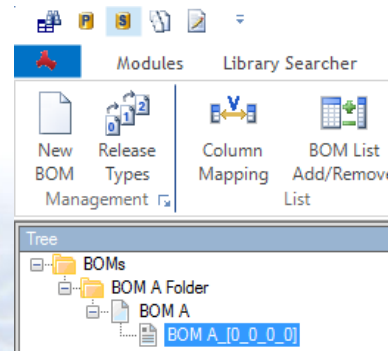 P S
Modules Library Searcher
New BOM
Release Types
Column Mapping
BOM List Add/Remove
Management
List
Tree
BOMs
BOM A Folder
BOM A
BOM A_[0_0_0_0]